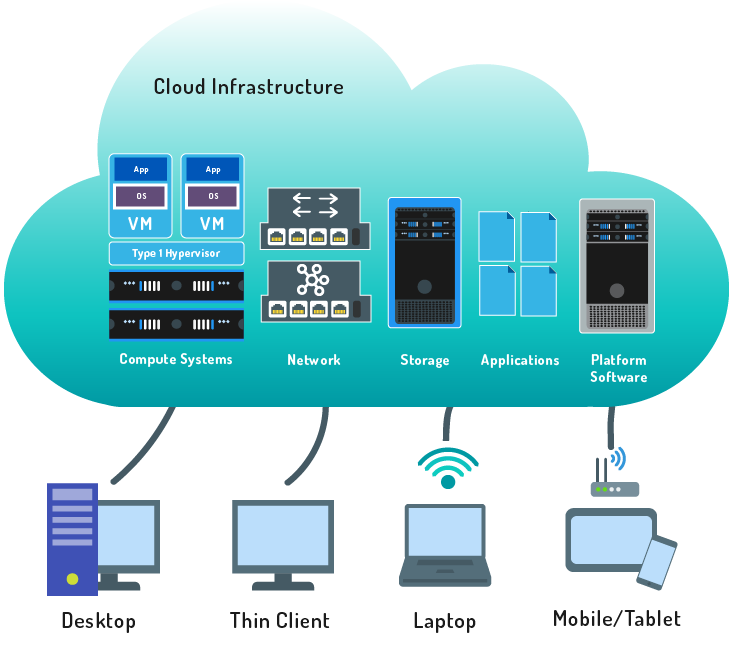 Cloud Infrastructure
App
App
OS
OS
VM
VM
Type 1 Hypervisor
Compute Systems
Network
Storage
Applications
Platform
Software
Desktop
Thin Client
Laptop
Mobile/Tablet